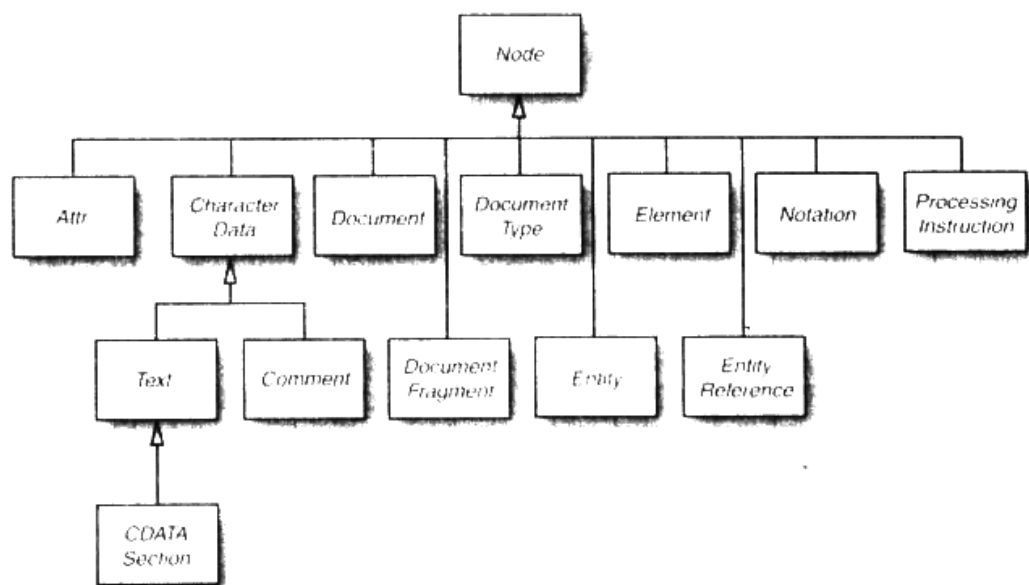 Node
Attr
Character
Data
Document
Document
Type
Element
Notation
Processing
Instruction
Text
Comment
Document
Fragment
Entity
Entity
Reference
CDATA
Section